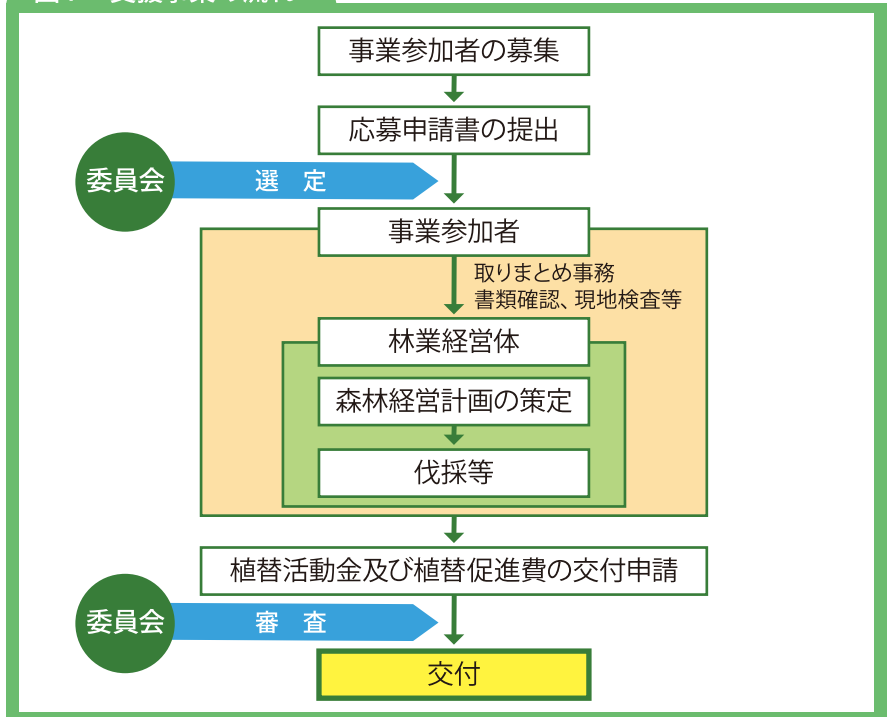 事業参加者の募集
応募申請書の提出
委員会
選 定
事業参加者
取りまとめ事務
書類確認、現地検査等
林業経営体
森林経営計画の策定
伐採等
植替活動金及び植替促進費の交付申請
委員会
審 査
交付